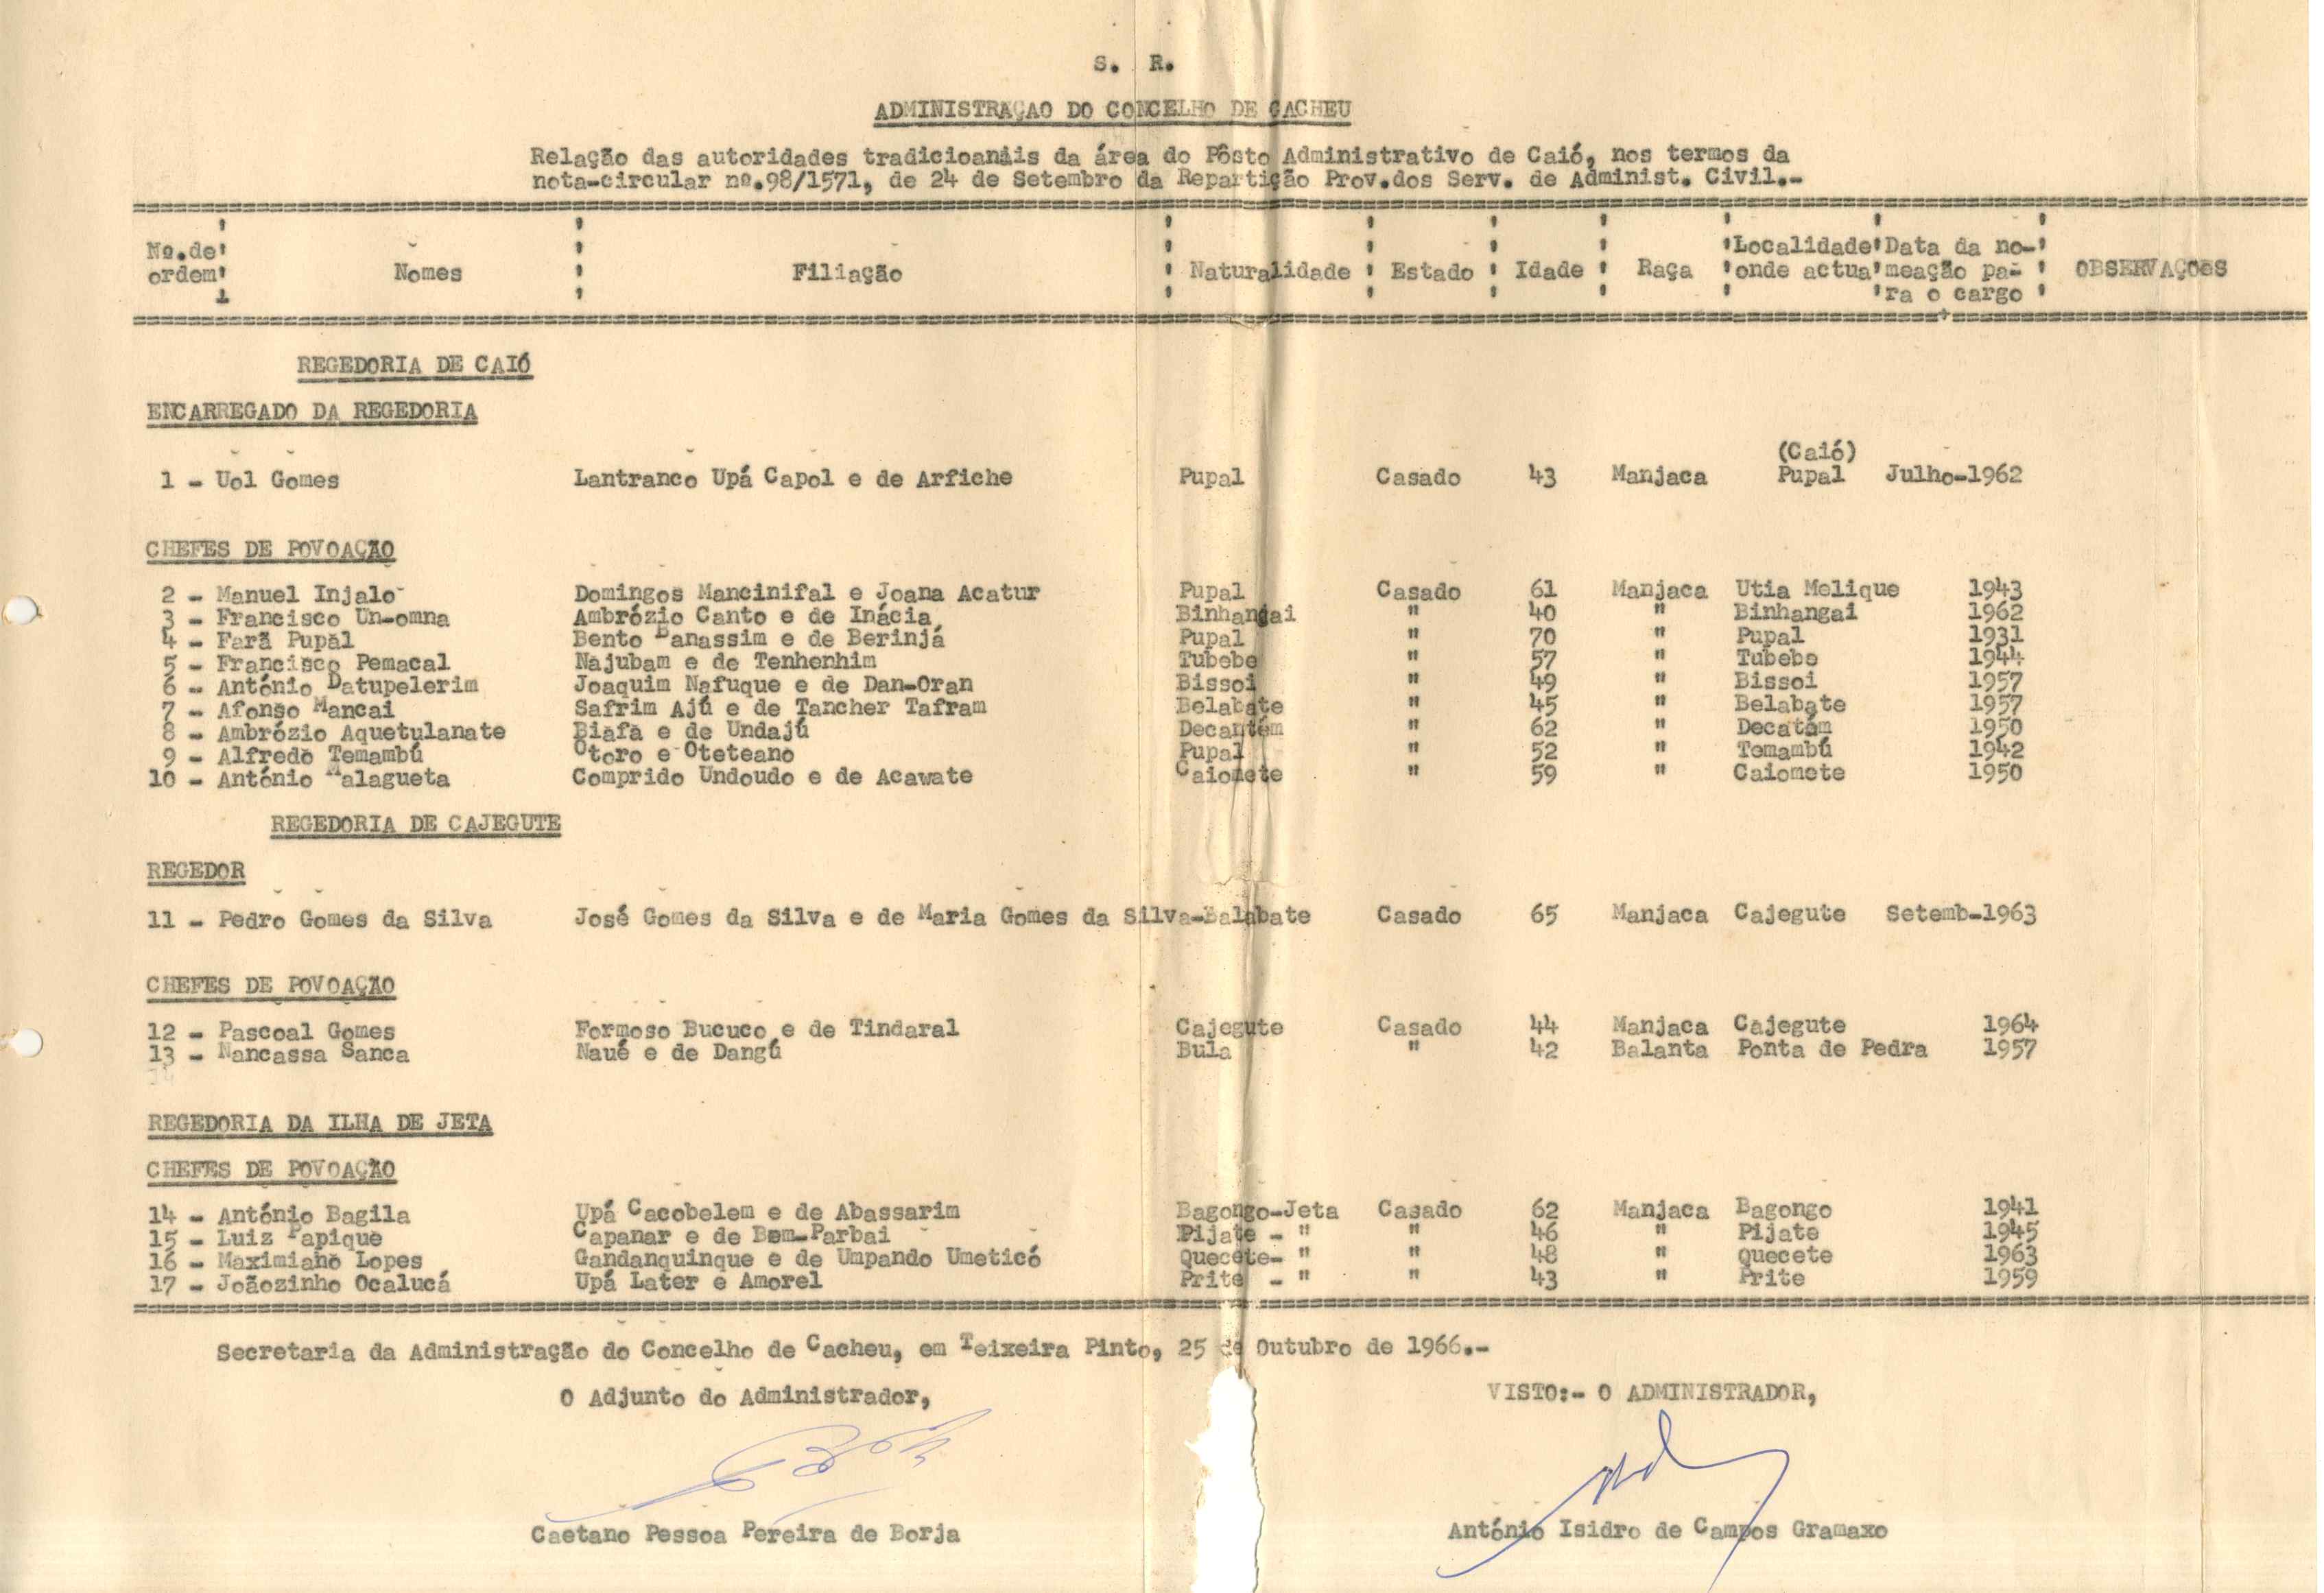 S. R.
ADMINISTRAÇAO DO CONCELHO DE CACHEU
Relação das autoridades tradicioanáis da área do Pôsto Administrativo de Caió, nos termos da
nota-circular nº.98/1571, de 24 de Setembro da Repartição Prov.dos Serv. de Administ. Civil.-
Nº.de ordem Nomes Filiação Naturalidade Estado Idade Raça Localidade onde actua Data da nomeação para o cargo OBSERVAÇOES
REGEDORIA DE CAIÓ
ENCARREGADO DA REGEDORIA
1 - Uol Gomes Lantranco Upá Capol e de Arfiche Pupal Casado 43 Manjaca (Caió) Pupal Julho-1962
CHEFES DE POVOAÇÃO
2 - Manuel Injalo Domingos Mancinifal e Joana Acatur Pupal Casado 61 Manjaca Utia Melique 1943
3 - Francisco Un-omna Ambrózio Canto e de Inácia Binhangai " 40 " Binhangai 1962
4 - Farã Pupal Bento Banassim e de Berinjá Pupal " 70 " Pupal 1931
5 - Francisco Pemacal Najubam e de Tenhenhim Tubebe " 57 " Tubebe 1944
6 - António Datupelerim Joaquim Nafuque e de Dan-Oran Bissoi " 49 " Bissoi 1957
7 - Afonso Mancai Safrim Ajú e de Tancher Tafram Belabate " 45 " Belabate 1957
8 - Ambrózio Aquetulanate Biafa e de Undajú Decantém " 62 " Decatám 1950
9 - Alfredo Temambú Otoro e Oteteano Pupal " 52 " Temambú 1942
10 - António Malagueta Comprido Undoudo e de Acawate Caiomete " 59 " Caiomete 1950
REGEDORIA DE CAJEGUTE
REGEDOR
11 - Pedro Gomes da Silva José Gomes da Silva e de Maria Gomes da Silva-Balabate Casado 65 Manjaca Cajegute Setemb-1963
CHEFES DE POVOAÇÃO
12 - Pascoal Gomes Formoso Bucuco e de Tindaral Cajegute Casado 44 Manjaca Cajegute 1964
13 - Nancassa Sanca Naué e de Dangú Bula " 42 Balanta Ponta de Pedra 1957
REGEDORIA DA ILHA DE JETA
CHEFES DE POVOAÇÃO
14 - António Bagila Upá Cacobelem e de Abassarim Bagongo-Jeta Casado 62 Manjaca Bagongo 1941
15 - Luiz Papique Capanar e de Bem-Parbai Pijate - " " 46 " Pijate 1945
16 - Maximiano Lopes Gandanquinque e de Umpando Umeticó Quecete- " " 48 " Quecete 1963
17 - Joãozinho Ocalucá Upá Later e Amorel Prite - " " 43 " Prite 1959
Secretaria da Administração do Concelho de Cacheu, em Teixeira Pinto, 25 de Outubro de 1966.-
O Adjunto do Administrador, VISTO:- O ADMINISTRADOR,
Caetano Pessoa Pereira de Borja António Isidro de Campos Gramaxo